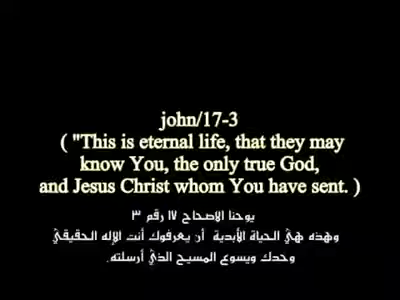 john/17-3
( "This is eternal life, that they may
know You, the only true God,
and Jesus Christ whom You have sent. )
يوحنا الاصحاح ١٧ رقم ٣
وهذه هي الحياة الأبدية أن يعرفوك أنت الإله الحقيقي
وحدك ويسوع المسيح الذي أرسلته.